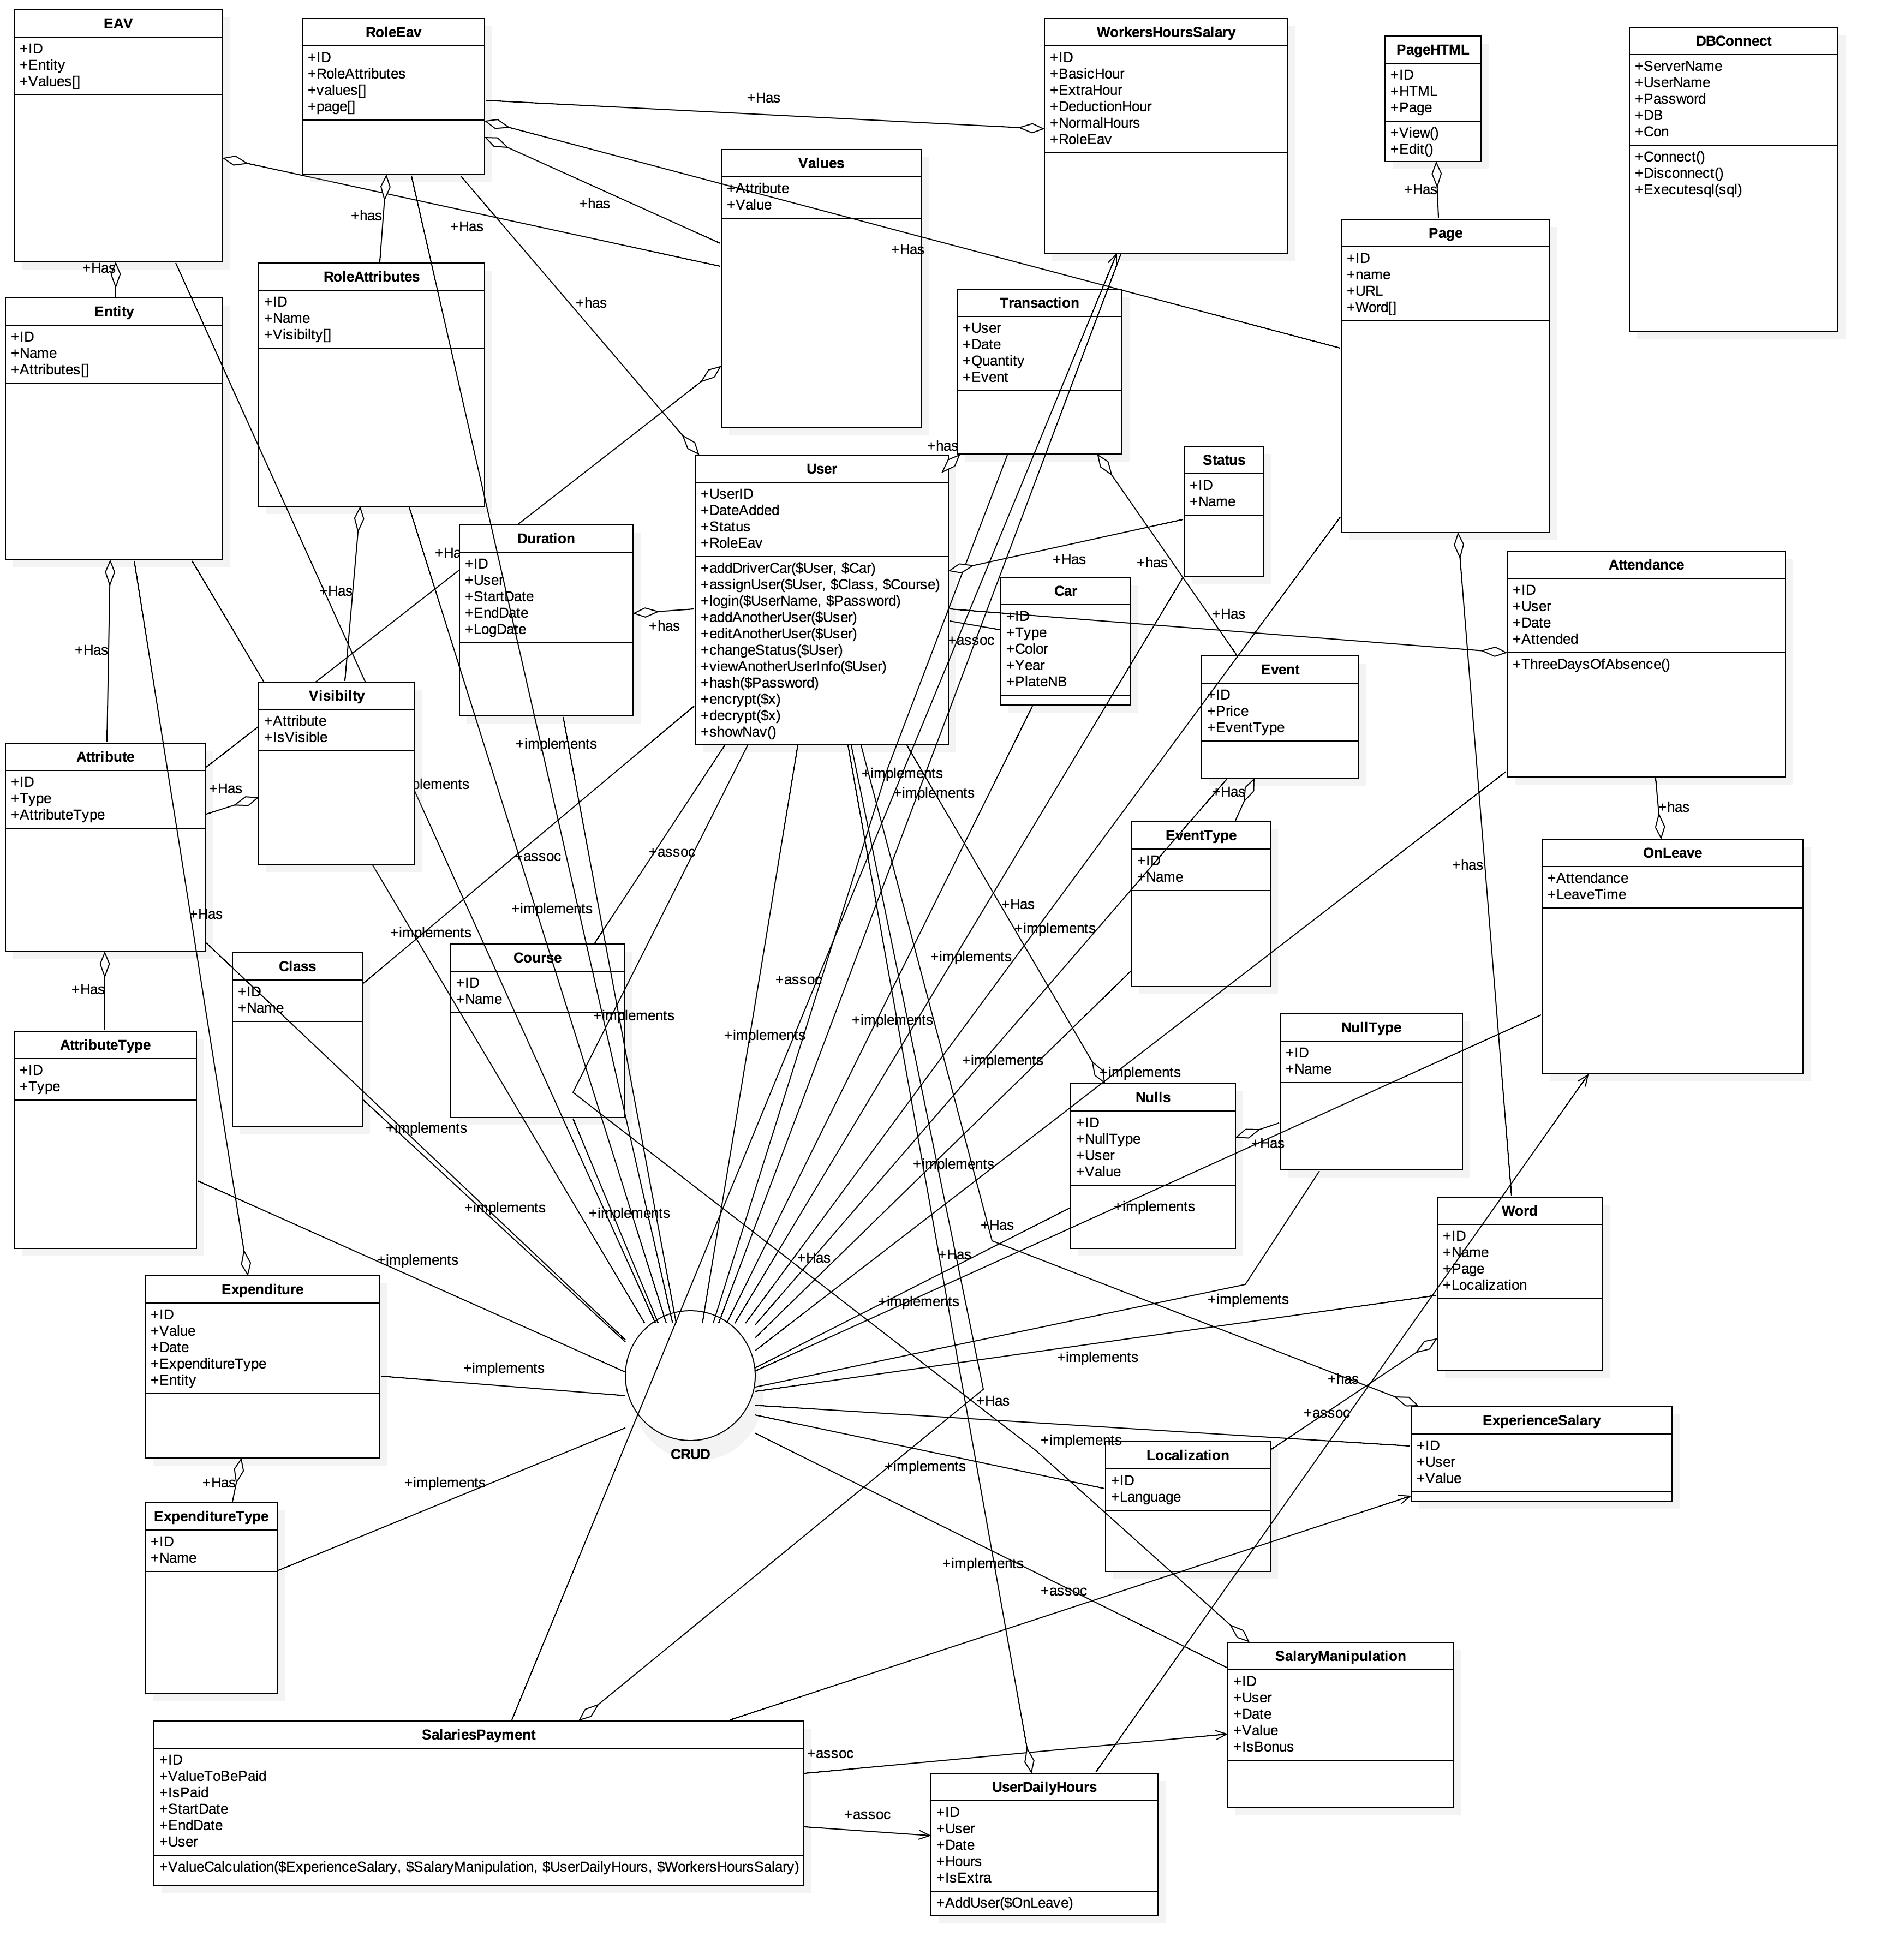 EAV
+ID
+Entity
+Values[]
RoleEav
+ID
+RoleAttributes
+values[]
+page[]
WorkersHoursSalary
+ID
+BasicHour
+ExtraHour
+DeductionHour
+NormalHours
+RoleEav
PageHTML
+ID
+HTML
+Page
+View()
+Edit()
DBConnect
+ServerName
+UserName
+Password
+DB
+Con
+Connect()
+Disconnect()
+Executesql(sql)
+Has
Values
+Attribute
+Value
+Has
+has
+has
+Has
Page
+ID
+name
+URL
+Word[]
+Has
+Has
RoleAttributes
+ID
+Name
+Visibilty[]
Entity
+ID
+Name
+Attributes[]
+has
Transaction
+User
+Date
+Quantity
+Event
+has
Status
+ID
+Name
User
+UserID
+DateAdded
+Status
+RoleEav
+addDriverCar($User, $Car)
+assignUser($User, $Class, $Course)
+login($UserName, $Password)
+addAnotherUser($User)
+editAnotherUser($User)
+changeStatus($User)
+viewAnotherUserInfo($User)
+hash($Password)
+encrypt($x)
+decrypt($x)
+showNav()
Duration
+ID
+User
+StartDate
+EndDate
+LogDate
+Ha
+has
+Has
+Has
+has
Car
+ID
+Type
+Color
+Year
+PlateNB
+assoc
+Has
Attendance
+ID
+User
+Date
+Attended
+ThreeDaysOfAbsence()
Event
+ID
+Price
+EventType
+Has
Visibilty
+Attribute
+IsVisible
Attribute
+ID
+Type
+AttributeType
+Has
+implements
plements
+implements
+implements
+Has
+has
EventType
+ID
+Name
OnLeave
+Attendance
+LeaveTime
+assoc
+assoc
+has
+Has
+implements
+implements
+Has
+implements
+implements
Class
+ID
+Name
Course
+ID
+Name
+Has
+assoc
+implements
+implements
+implements
+implements
NullType
+ID
+Name
AttributeType
+ID
+Type
+implements
Nulls
+ID
+NullType
+User
+Value
+Has
+implements
+implements
+implements
+implements
+implements
Word
+ID
+Name
+Page
+Localization
+Has
+Has
+Has
+implements
Expenditure
+ID
+Value
+Date
+ExpenditureType
+Entity
+implements
+implements
+implements
+implements
+has
+Has
+assoc
ExperienceSalary
+ID
+User
+Value
CRUD
+implements
Localization
+ID
+Language
+implements
+Has
+implements
ExpenditureType
+ID
+Name
+implements
+assoc
SalaryManipulation
+ID
+User
+Date
+Value
+IsBonus
SalariesPayment
+ID
+ValueToBePaid
+IsPaid
+StartDate
+EndDate
+User
+ValueCalculation($ExperienceSalary, $SalaryManipulation, $UserDailyHours, $WorkersHoursSalary)
+assoc
+assoc
UserDailyHours
+ID
+User
+Date
+Hours
+IsExtra
+AddUser($OnLeave)